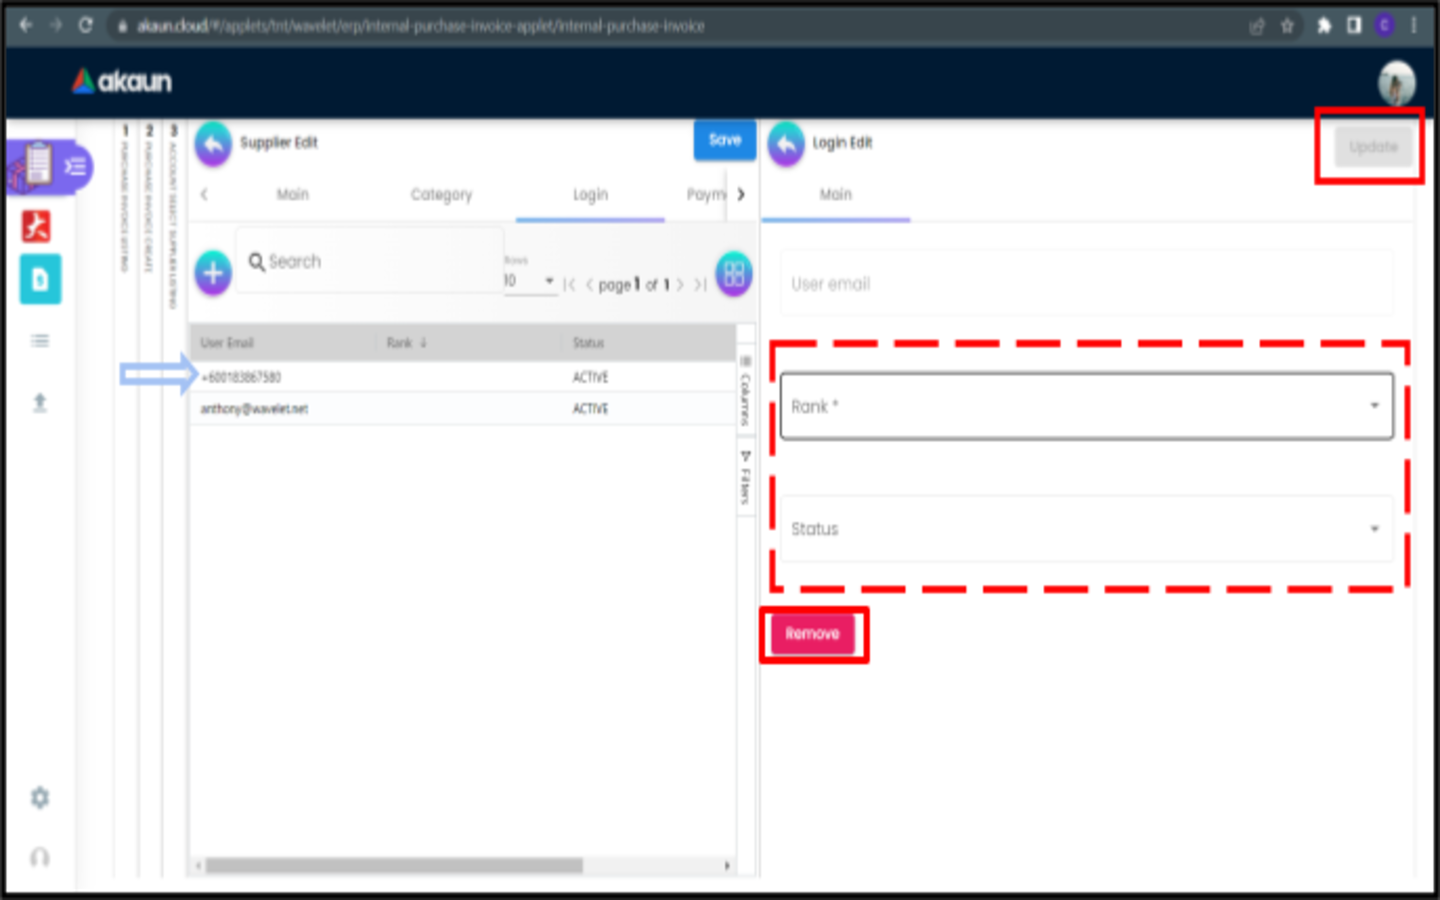 akaun.cloud/#/applets/tnt/wavelet/erp/internal-purchase-invoice-applet/internal-purchase-invoice
C
akaun
1 PURCHASE INVOICE LISTING
2 PURCHASE INVOICE CREATE
3 ACCOUNT SELECT SUPPLIER LISTING
Supplier Edit
Save
Main
Category
Login
Paym
Search
Rows
10
page 1 of 1
User Email
Rank
Status
+600183867580
ACTIVE
anthony@wavelet.net
ACTIVE
Columns
Filters
Login Edit
Update
Main
User email
Rank *
Status
Remove